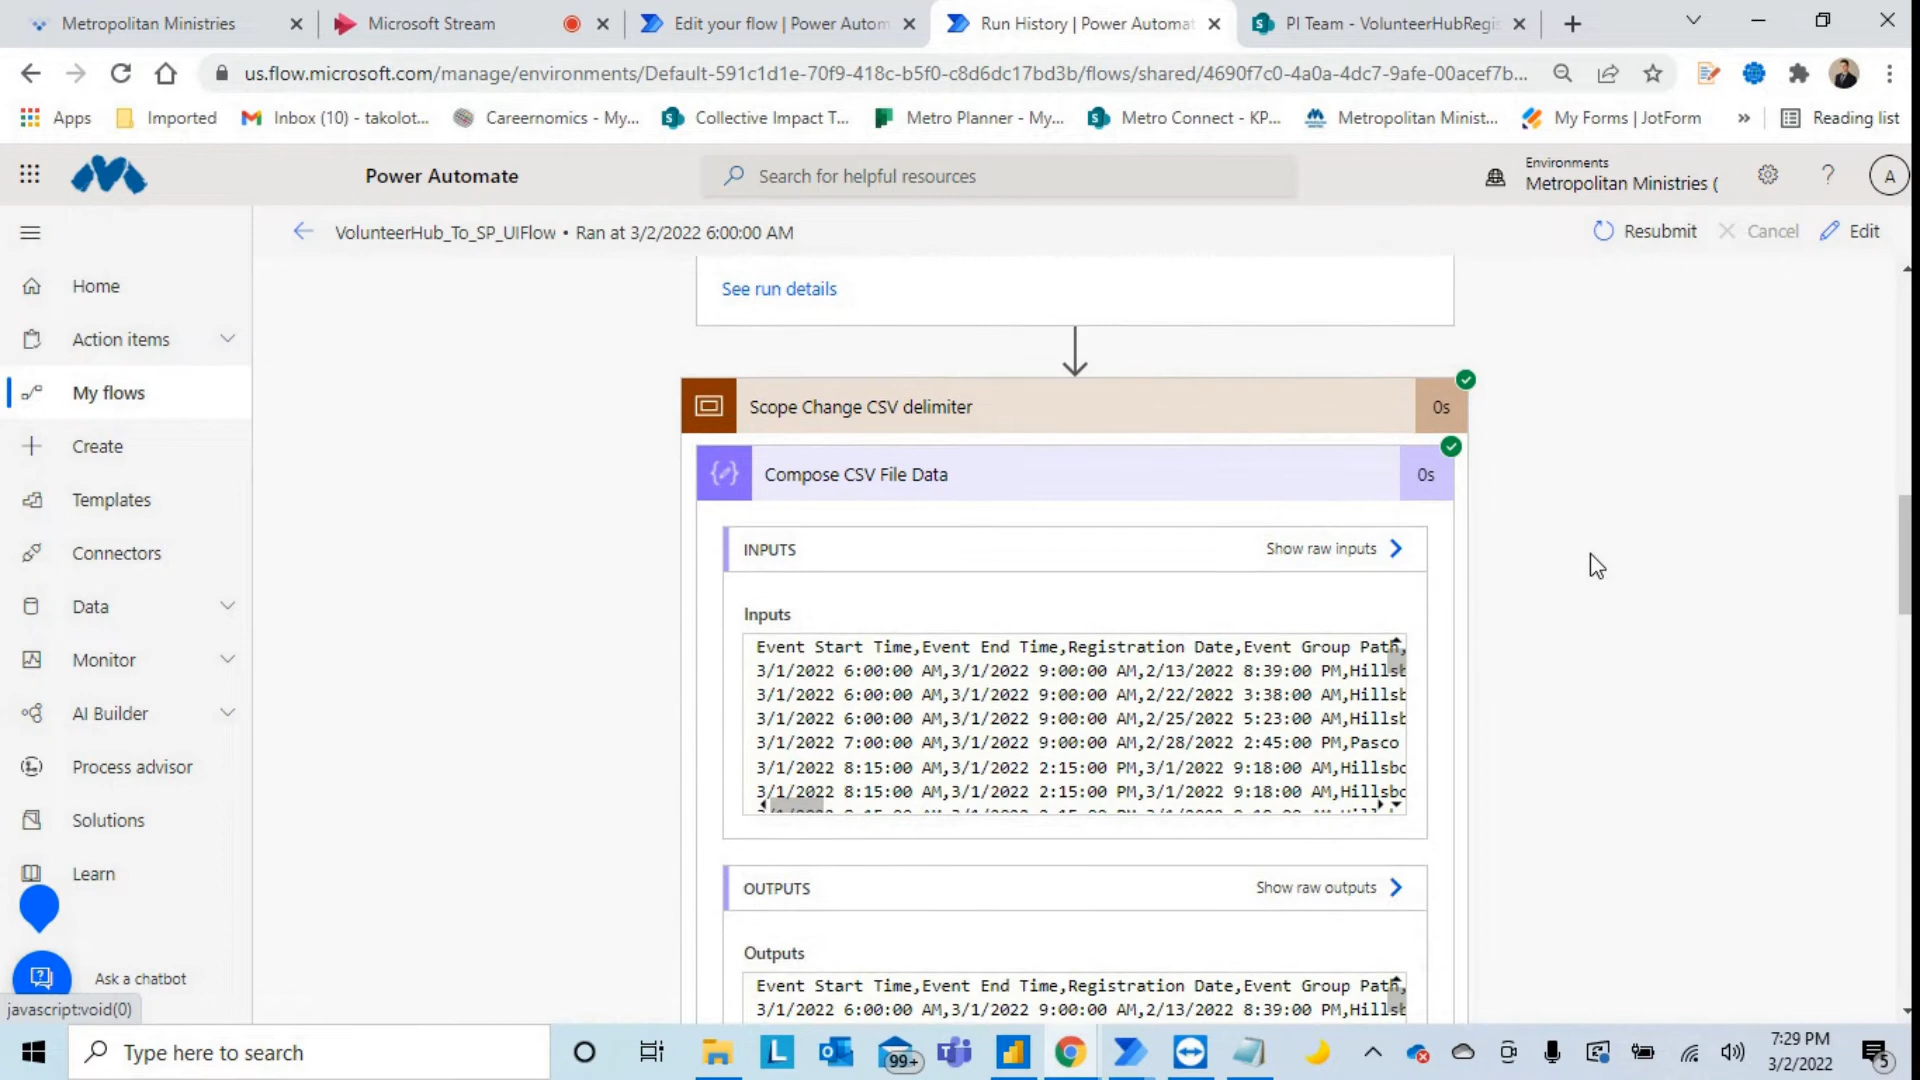 Metropolitan Ministries
Microsoft Stream
Edit your flow | Power Autom
Run History | Power Automat
PI Team - VolunteerHubRegi
us.flow.microsoft.com/manage/environments/Default-591c1d1e-70f9-418c-b5f0-c8d6dc17bd3b/flows/shared/4690f7c0-4a0a-4dc7-9afe-00acef7b...
Apps
Imported
Inbox (10) - takolot...
Careernomics - My...
Collective Impact T...
Metro Planner - My...
Metro Connect - KP...
Metropolitan Minist...
My Forms | JotForm
»
Reading list
Power Automate
Search for helpful resources
Environments
Metropolitan Ministries (
A
VolunteerHub_To_SP_UIFlow • Ran at 3/2/2022 6:00:00 AM
Resubmit
Cancel
Edit
Home
Action items
My flows
Create
Templates
Connectors
Data
Monitor
AI Builder
Process advisor
Solutions
Learn
Ask a chatbot
javascript:void(0)
See run details
Scope Change CSV delimiter
0s
Compose CSV File Data
0s
INPUTS
Show raw inputs
Inputs
Event Start Time,Event End Time,Registration Date,Event Group Path,
3/1/2022 6:00:00 AM,3/1/2022 9:00:00 AM,2/13/2022 8:39:00 PM,Hillsb
3/1/2022 6:00:00 AM,3/1/2022 9:00:00 AM,2/22/2022 3:38:00 AM,Hillsb
3/1/2022 6:00:00 AM,3/1/2022 9:00:00 AM,2/25/2022 5:23:00 AM,Hillsb
3/1/2022 7:00:00 AM,3/1/2022 9:00:00 AM,2/28/2022 2:45:00 PM,Pasco
3/1/2022 8:15:00 AM,3/1/2022 2:15:00 PM,3/1/2022 9:18:00 AM,Hillsbo
3/1/2022 8:15:00 AM,3/1/2022 2:15:00 PM,3/1/2022 9:18:00 AM,Hillsbo
OUTPUTS
Show raw outputs
Outputs
Event Start Time,Event End Time,Registration Date,Event Group Path,
3/1/2022 6:00:00 AM,3/1/2022 9:00:00 AM,2/13/2022 8:39:00 PM,Hillsb
Type here to search
99+
7:29 PM
3/2/2022
5